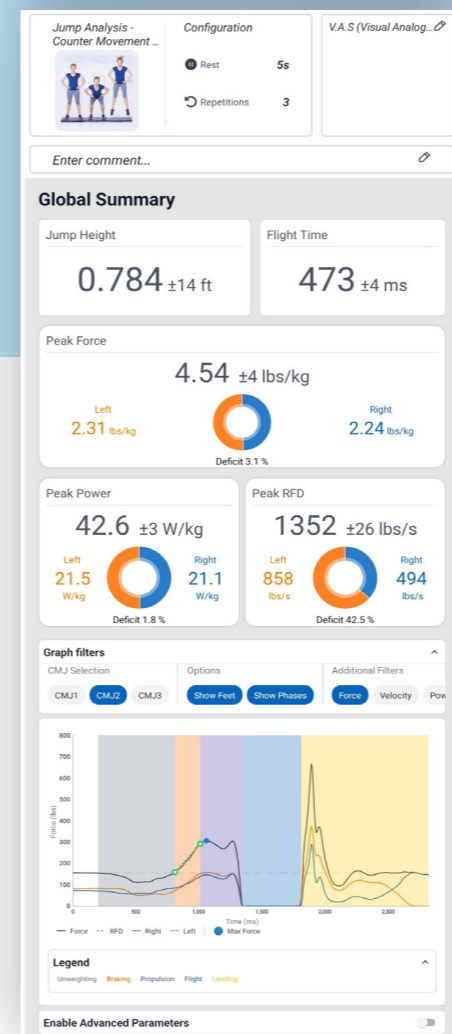 Jump Analysis -
Counter Movement ...
Configuration
Rest 5s
Repetitions 3
V.A.S (Visual Analog...
Enter comment...
Global Summary
Jump Height
0.784 ±14 ft
Flight Time
473 ±4 ms
Peak Force
4.54 ±4 lbs/kg
Left
2.31 lbs/kg
Right
2.24 lbs/kg
Deficit 3.1 %
Peak Power
42.6 ±3 W/kg
Left
21.5
W/kg
Right
21.1
W/kg
Deficit 1.8 %
Peak RFD
1352 ±26 lbs/s
Left
858
lbs/s
Right
494
lbs/s
Deficit 42.5 %
Graph filters
CMJ Selection
Options
Additional Filters
CMJ1 CMJ2 CMJ3
Show Feet Show Phases
Force Velocity Pow
800
700
600
500
400
300
200
100
0
Force (lbs)
0 500 1,000 1,500 2,000 2,500
Time (ms)
Force RFD Right Left Max Force
Legend
Unweighting Braking Propulsion Flight Landing
Enable Advanced Parameters